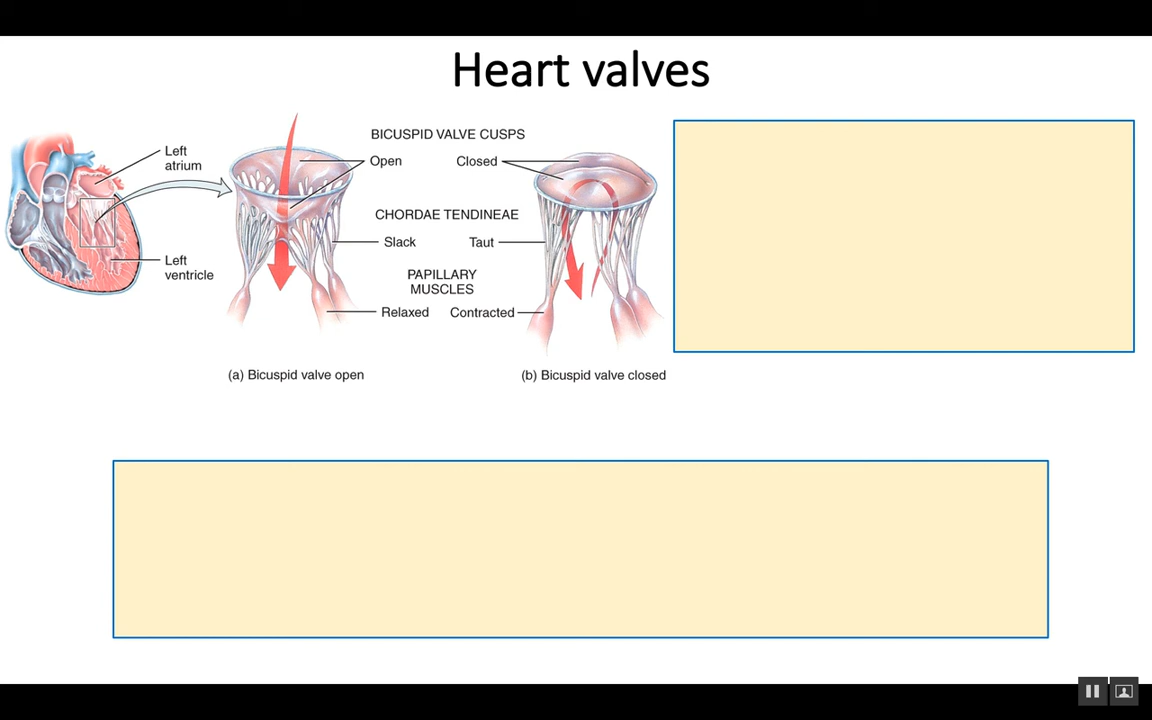 Heart valves
BICUSPID VALVE CUSPS
Left
atrium
Open
Closed
CHORDAE TENDINEAE
Slack
Taut
Left
ventricle
PAPILLARY
MUSCLES
Relaxed
Contracted
(a) Bicuspid valve open
(b) Bicuspid valve closed